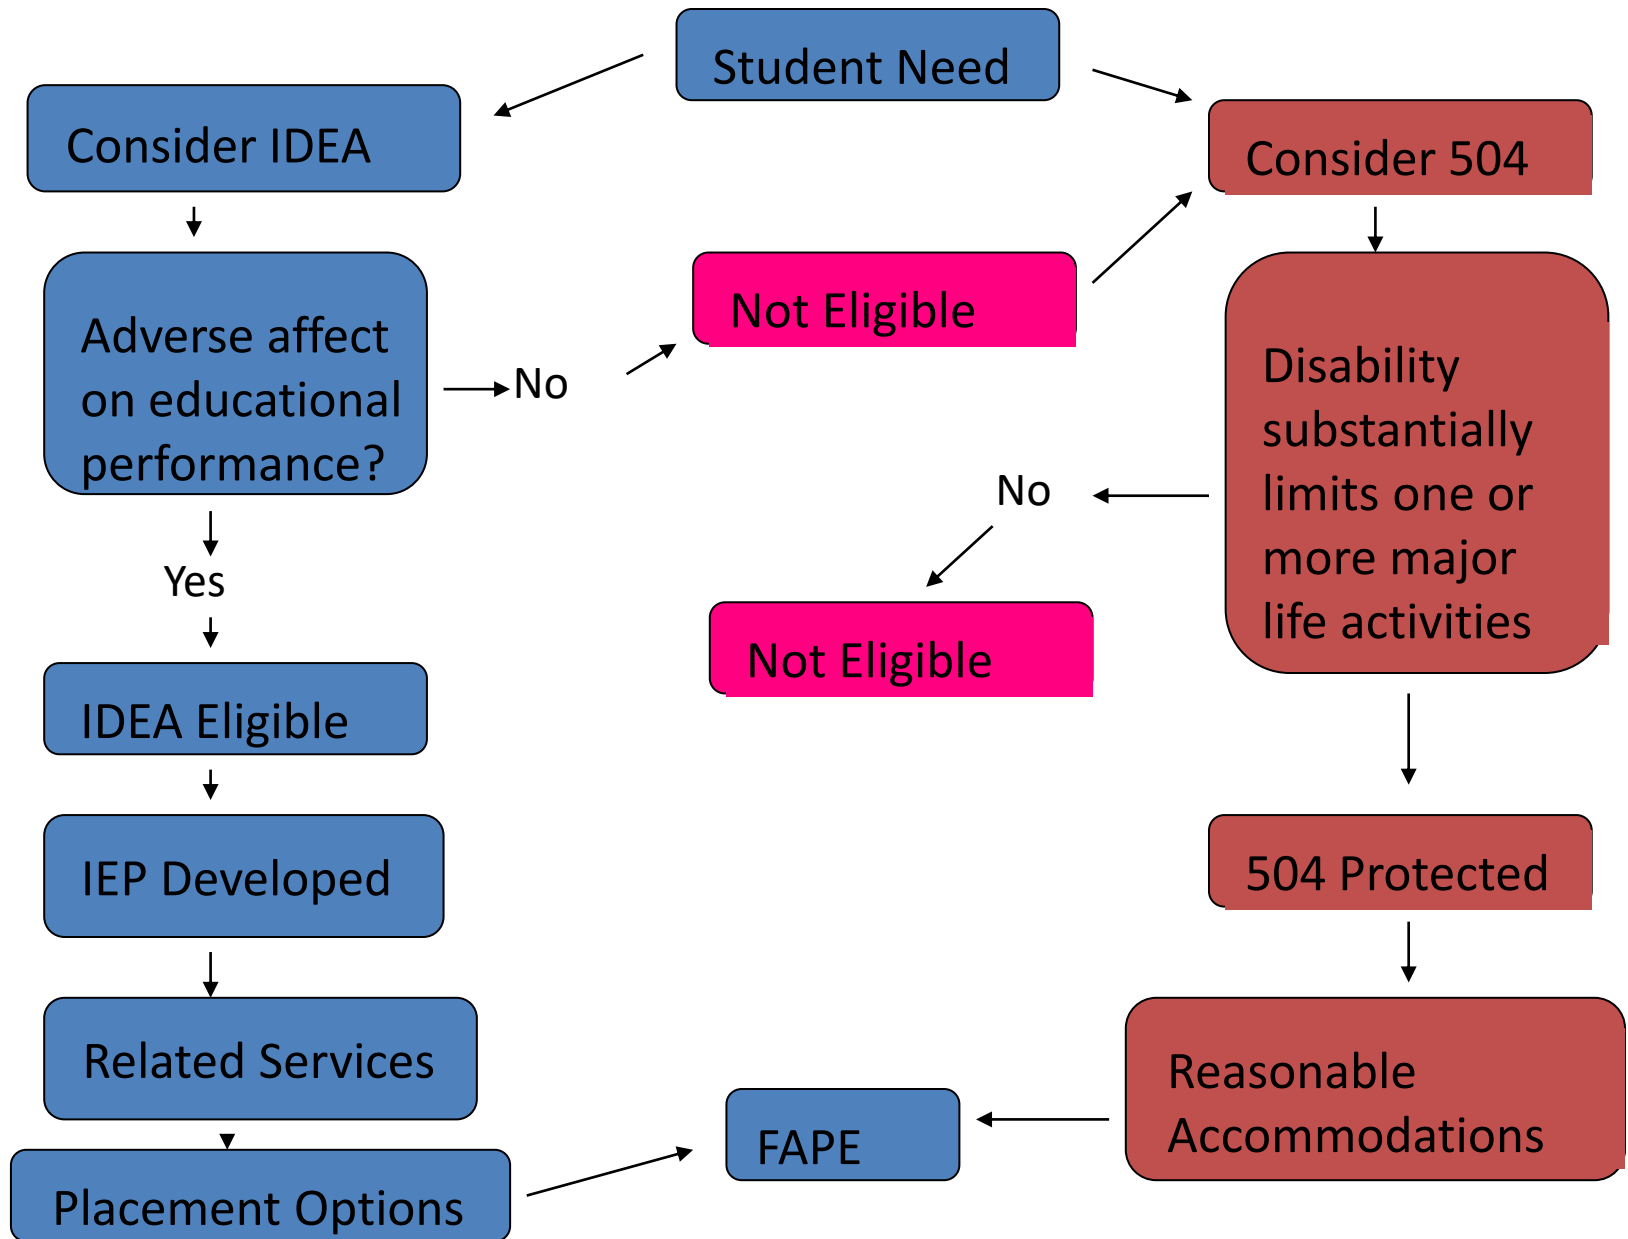 Student Need
Consider IDEA
Consider 504
Adverse affect
on educational
performance?
No
Not Eligible
Disability
substantially
limits one or
more major
life activities
No
Not Eligible
Yes
IDEA Eligible
IEP Developed
504 Protected
Related Services
Reasonable
Accommodations
Placement Options
FAPE